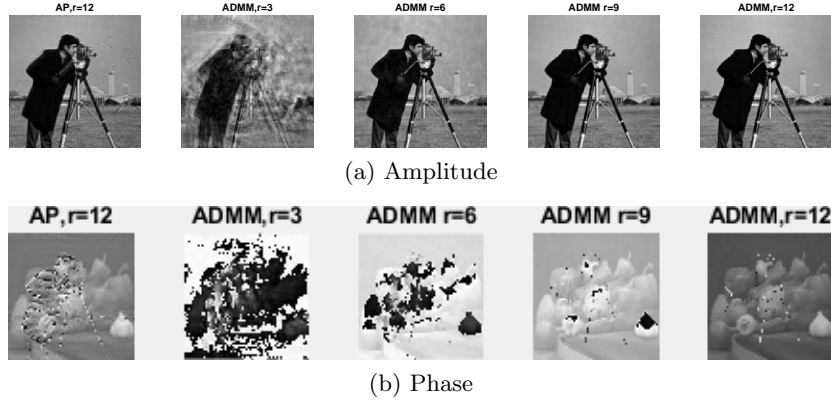 AP,r=12 ADMM,r=3 ADMM r=6 ADMM r=9 ADMM,r=12
(a) Amplitude
AP,r=12 ADMM,r=3 ADMM r=6 ADMM r=9 ADMM,r=12
(b) Phase